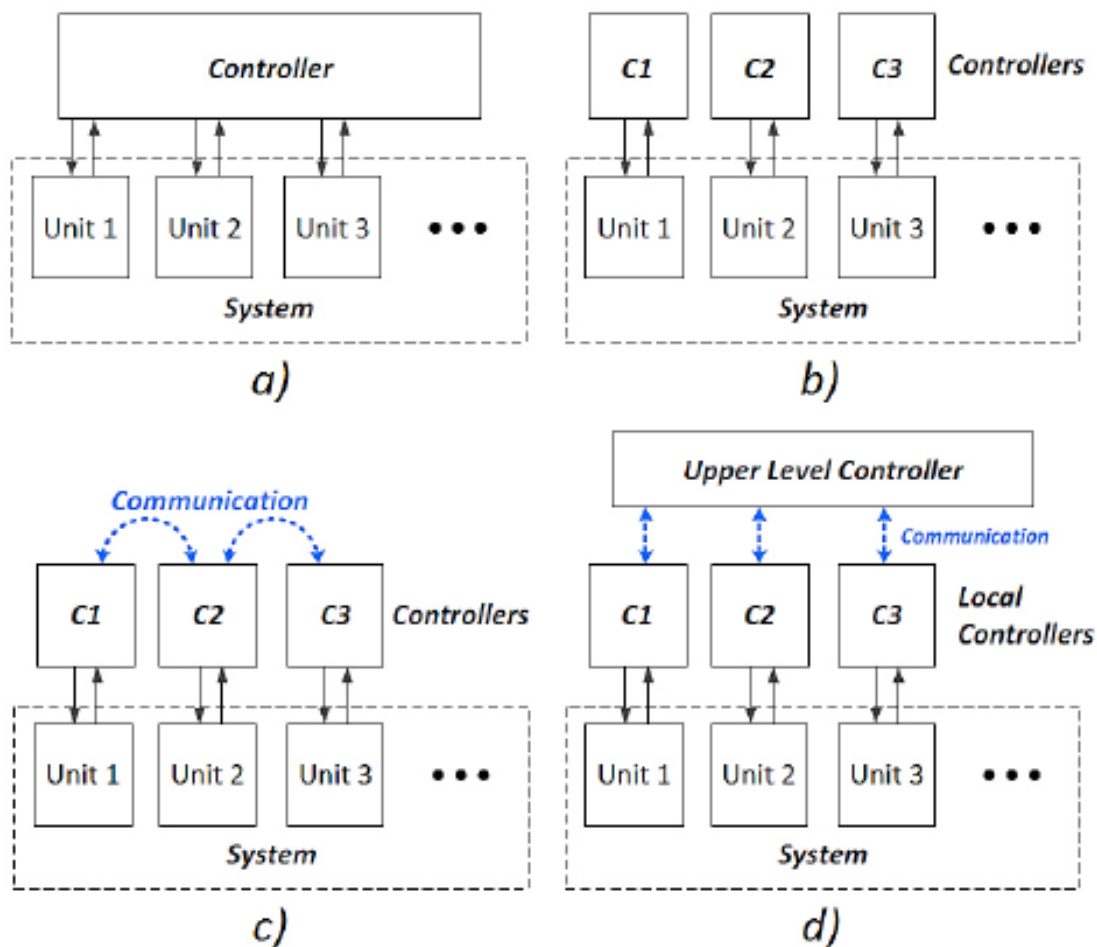 Controller
Unit 1 Unit 2 Unit 3
System
a)
C1 C2 C3 Controllers
Unit 1 Unit 2 Unit 3
System
b)
Communication
C1 C2 C3 Controllers
Unit 1 Unit 2 Unit 3
System
c)
Upper Level Controller
Communication
C1 C2 C3 Local
Controllers
Unit 1 Unit 2 Unit 3
System
d)